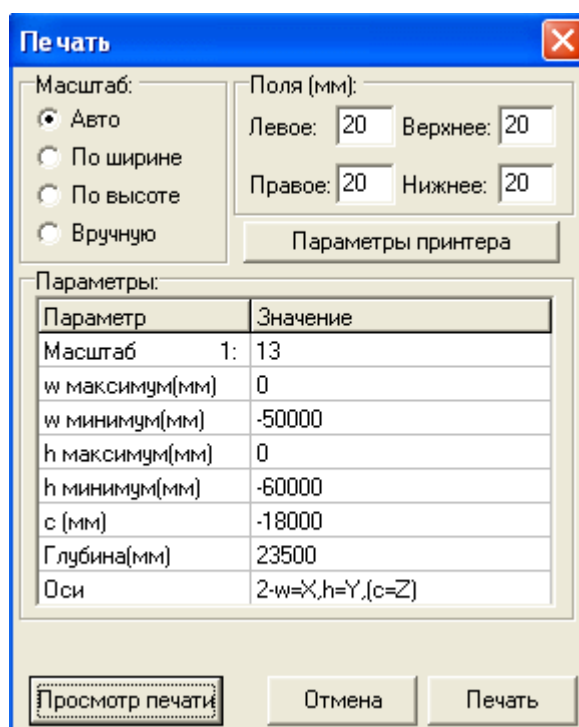 Печать
Масштаб:
Авто
По ширине
По высоте
Вручную
Поля (мм):
Левое: 20 Верхнее: 20
Правое: 20 Нижнее: 20
Параметры принтера
Параметры:
Параметр Значение
Масштаб 1: 13
w максимум(мм) 0
w минимум(мм) -50000
h максимум(мм) 0
h минимум(мм) -60000
c (мм) -18000
Глубина(мм) 23500
Оси 2-w=X,h=Y,(c=Z)
Просмотр печати Отмена Печать